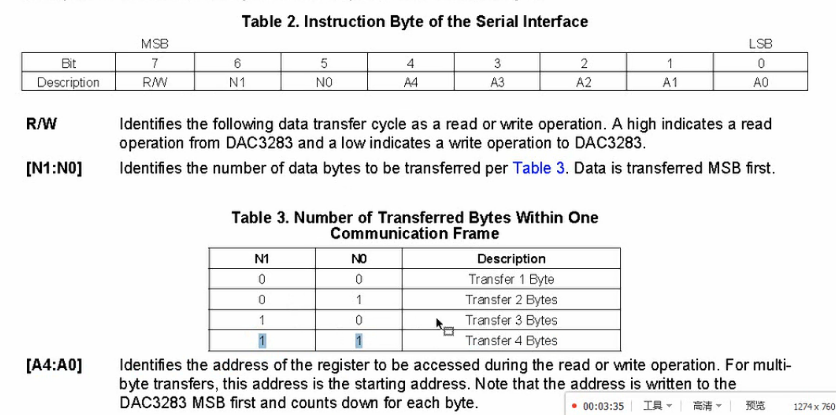 Table 2. Instruction Byte of the Serial Interface
MSB LSB
Bit 7 6 5 4 3 2 1 0
Description R/W N1 N0 A4 A3 A2 A1 A0
R/W Identifies the following data transfer cycle as a read or write operation. A high indicates a read
operation from DAC3283 and a low indicates a write operation to DAC3283.
[N1:N0] Identifies the number of data bytes to be transferred per Table 3. Data is transferred MSB first.
Table 3. Number of Transferred Bytes Within One
Communication Frame
N1 N0 Description
0 0 Transfer 1 Byte
0 1 Transfer 2 Bytes
1 0 Transfer 3 Bytes
1 1 Transfer 4 Bytes
[A4:A0] Identifies the address of the register to be accessed during the read or write operation. For multi-
byte transfers, this address is the starting address. Note that the address is written to the
DAC3283 MSB first and counts down for each byte.
00:03:35 工具 高清 预览 1274 x 760